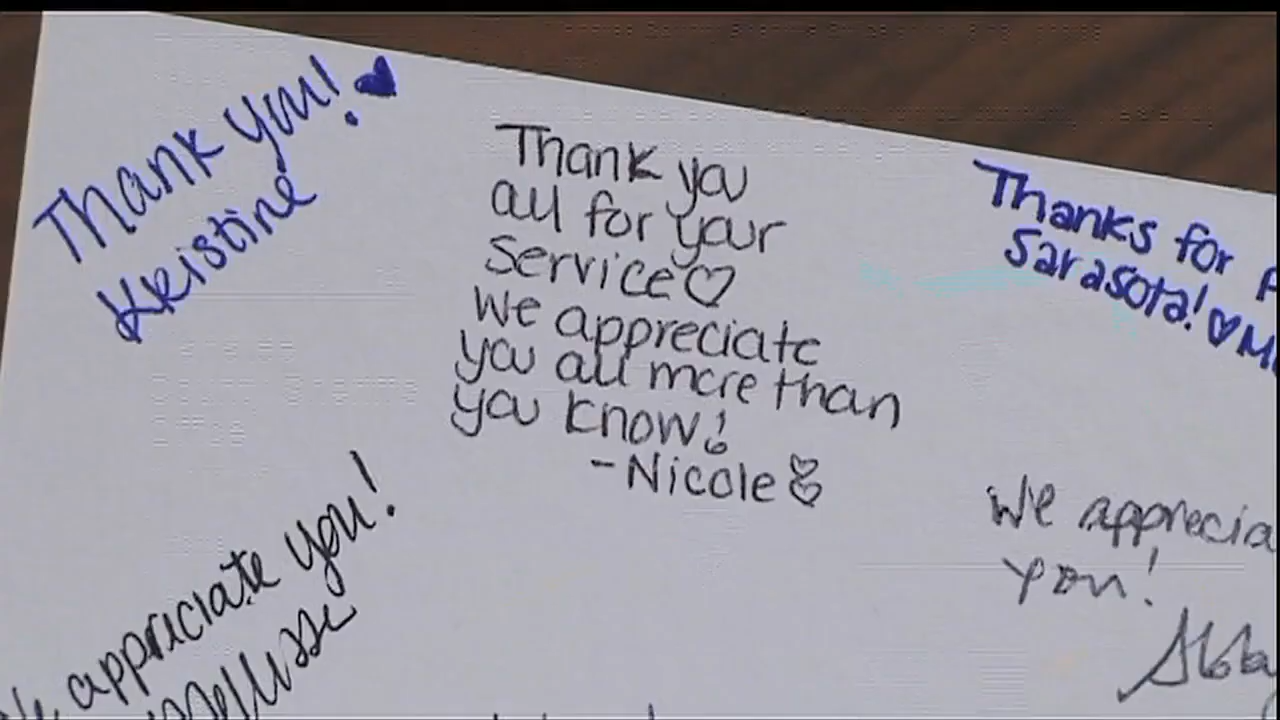 Thank you!
Kristine
Thank you
all for your
Service
We appreciate
you all more than
you know!
-Nicole
Thanks for
Sarasota!
We apprecia
you!
Abby
appreciate you!